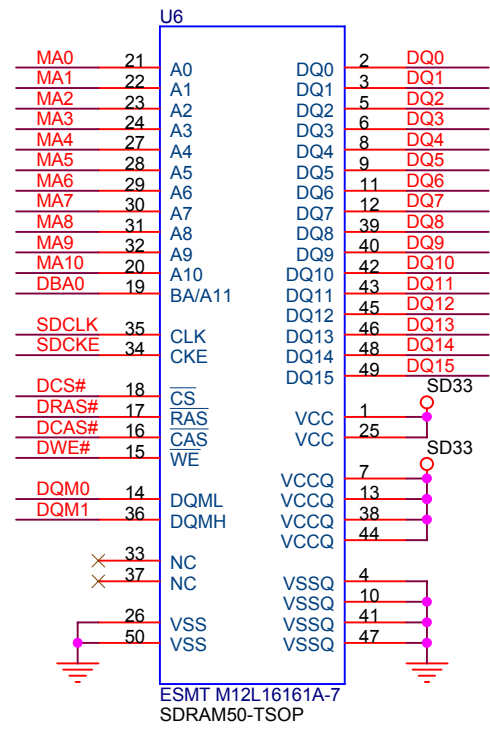 U6
MA0 21 A0 DQ0 2 DQ0
MA1 22 A1 DQ1 3 DQ1
MA2 23 A2 DQ2 5 DQ2
MA3 24 A3 DQ3 6 DQ3
MA4 27 A4 DQ4 8 DQ4
MA5 28 A5 DQ5 9 DQ5
MA6 29 A6 DQ6 11 DQ6
MA7 30 A7 DQ7 12 DQ7
MA8 31 A8 DQ8 39 DQ8
MA9 32 A9 DQ9 40 DQ9
MA10 20 A10 DQ10 42 DQ10
DBA0 19 BA/A11 DQ11 43 DQ11
DQ12 45 DQ12
SDCLK 35 CLK DQ13 46 DQ13
SDCKE 34 CKE DQ14 48 DQ14
DQ15 49 DQ15
DCS# 18 CS SD33
DRAS# 17 RAS VCC 1
DCAS# 16 CAS VCC 25
DWE# 15 WE SD33
VCCQ 7
DQM0 14 DQML VCCQ 13
DQM1 36 DQMH VCCQ 38
VCCQ 44
33 NC
37 NC VSSQ 4
VSSQ 10
26 VSS VSSQ 41
50 VSS VSSQ 47
ESMT M12L16161A-7
SDRAM50-TSOP